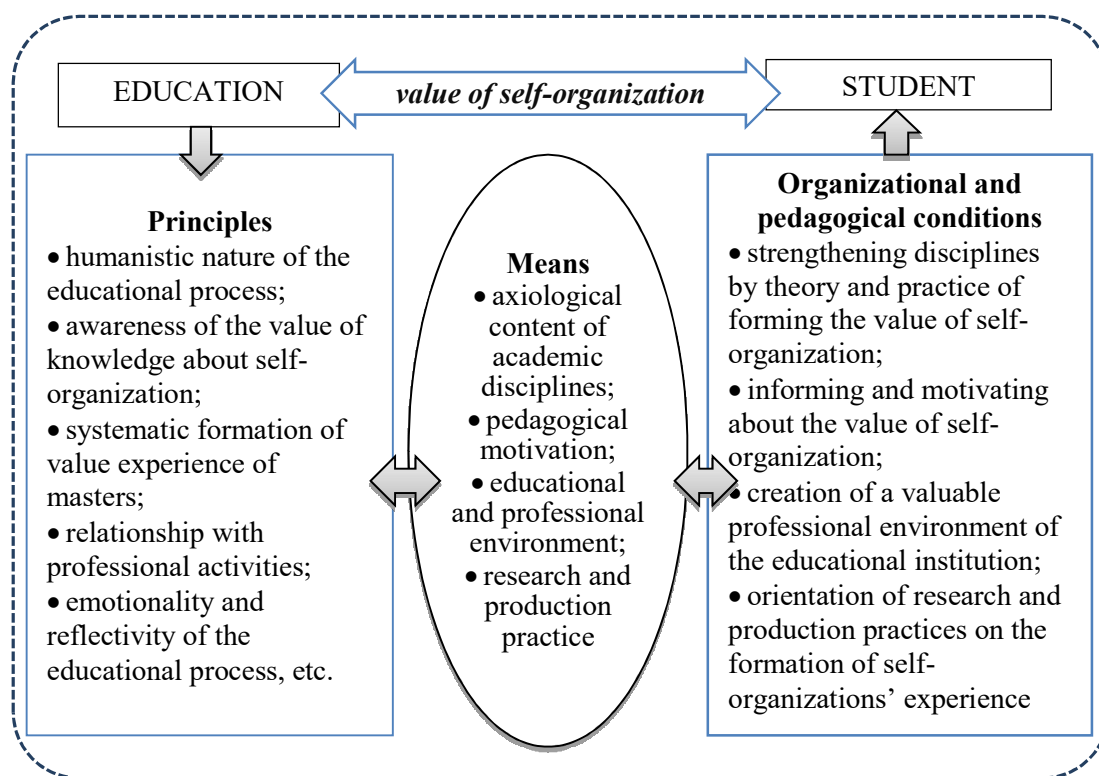 EDUCATION
value of self-organization
STUDENT
Principles
• humanistic nature of the
educational process;
• awareness of the value of
knowledge about self-
organization;
• systematic formation of
value experience of
masters;
• relationship with
professional activities;
• emotionality and
reflectivity of the
educational process, etc.
Means
• axiological
content of
academic
disciplines;
• pedagogical
motivation;
• educational
and professional
environment;
• research and
production
practice
Organizational and
pedagogical conditions
• strengthening disciplines
by theory and practice of
forming the value of self-
organization;
• informing and motivating
about the value of self-
organization;
• creation of a valuable
professional environment of
the educational institution;
• orientation of research and
production practices on the
formation of self-
organizations’ experience